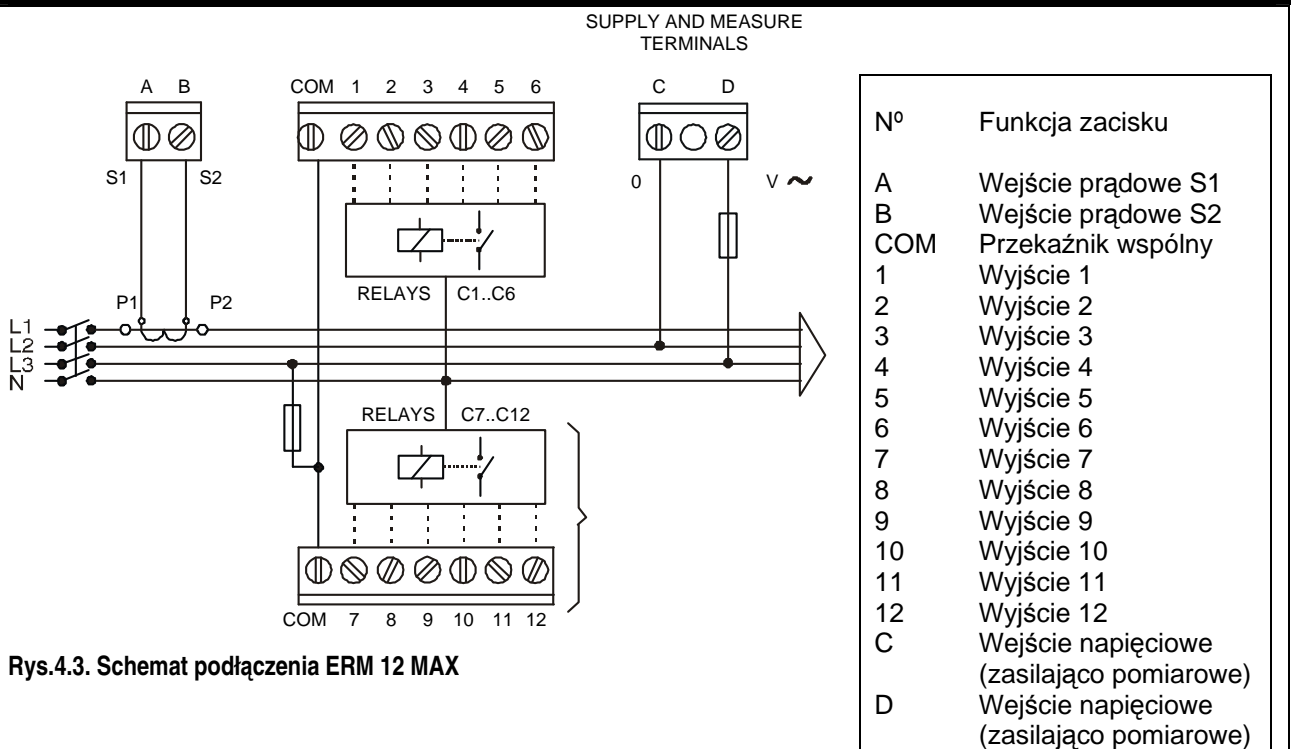 SUPPLY AND MEASURE
TERMINALS
A B
COM 1 2 3 4 5 6
C D
S1 S2
0 V ~
RELAYS C1..C6
P1 P2
L1
L2
L3
N
RELAYS C7..C12
COM 7 8 9 10 11 12
Rys.4.3. Schemat podłączenia ERM 12 MAX
Nº Funkcja zacisku
A Wejście prądowe S1
B Wejście prądowe S2
COM Przekaźnik wspólny
1 Wyjście 1
2 Wyjście 2
3 Wyjście 3
4 Wyjście 4
5 Wyjście 5
6 Wyjście 6
7 Wyjście 7
8 Wyjście 8
9 Wyjście 9
10 Wyjście 10
11 Wyjście 11
12 Wyjście 12
C Wejście napięciowe
(zasilająco pomiarowe)
D Wejście napięciowe
(zasilająco pomiarowe)